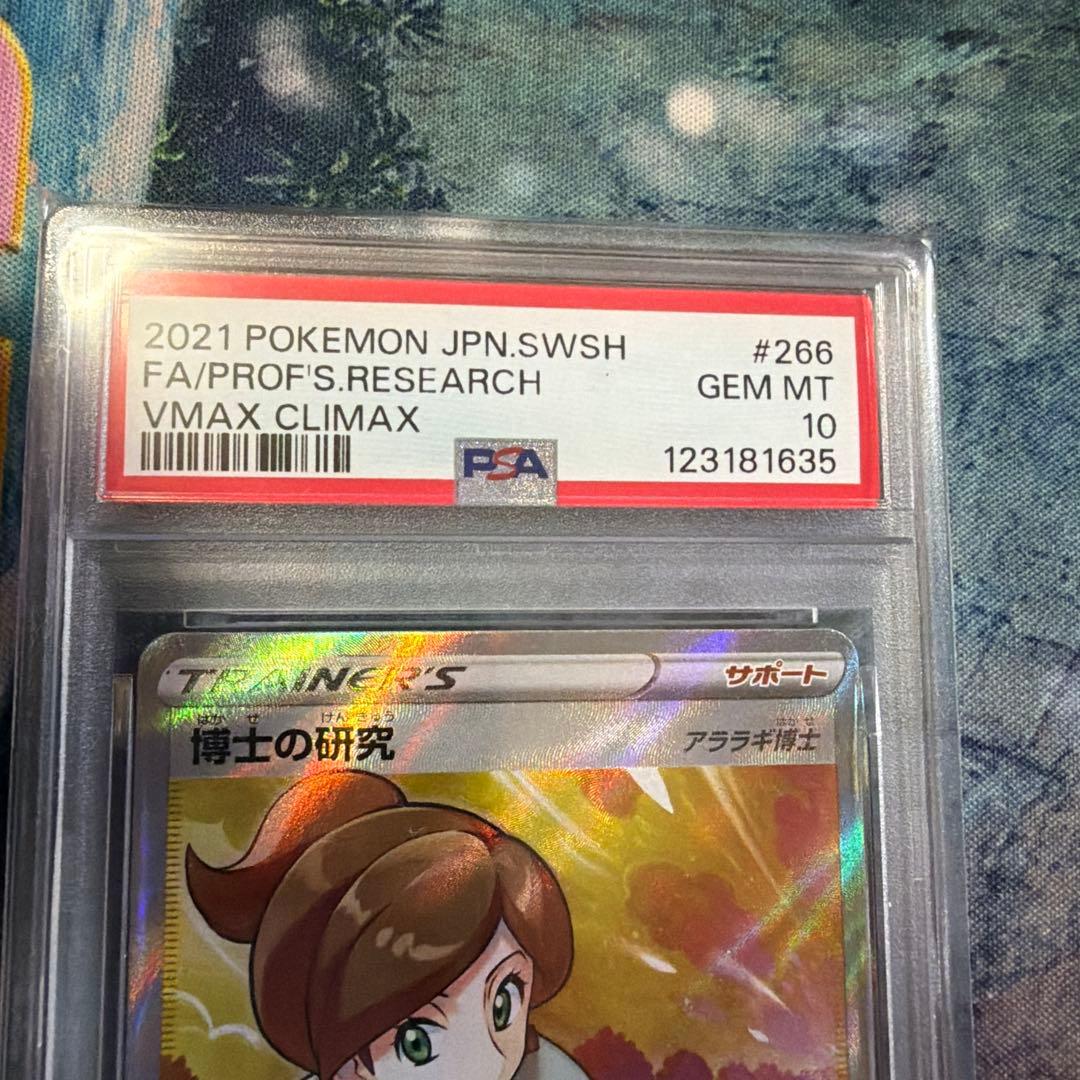 2021 POKEMON JPN.SWSH #266
FA/PROF'S.RESEARCH GEM MT
VMAX CLIMAX 10
PSA 123181635
TRAINER'S サポート
はかせ けんきゅう はかせ
博士の研究 アララギ博士